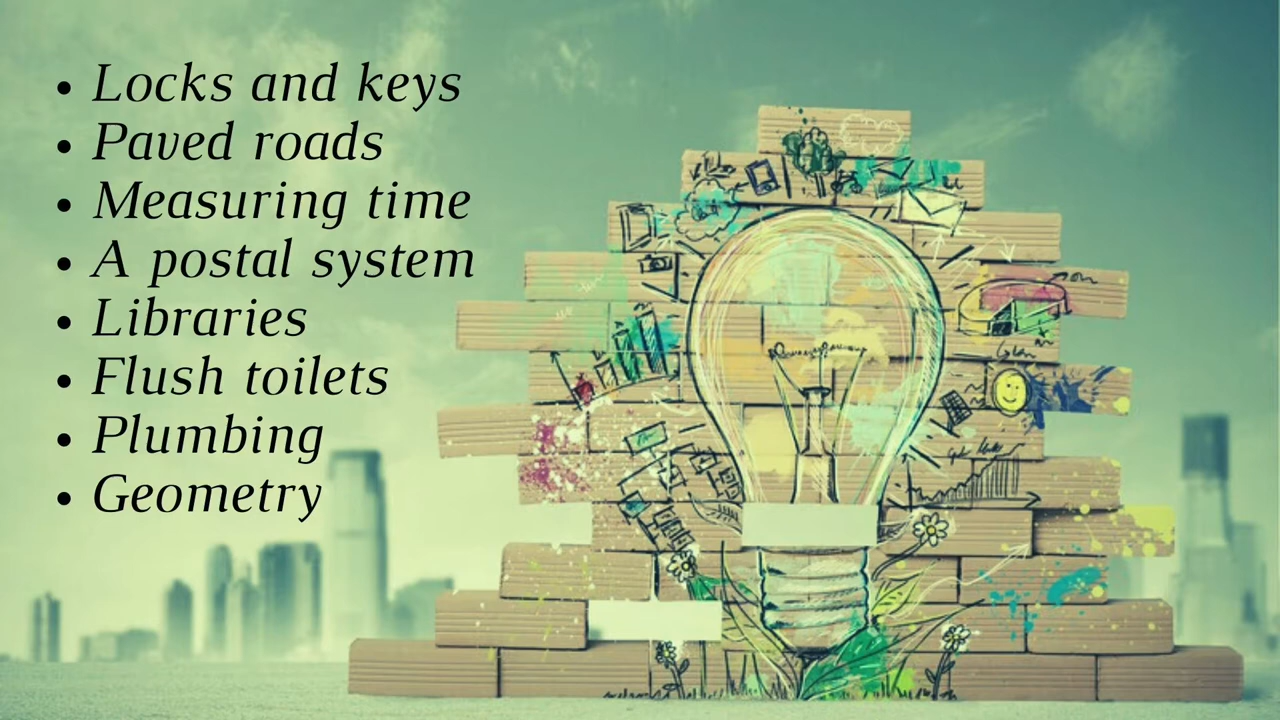 • Locks and keys
• Paved roads
• Measuring time
• A postal system
• Libraries
• Flush toilets
• Plumbing
• Geometry